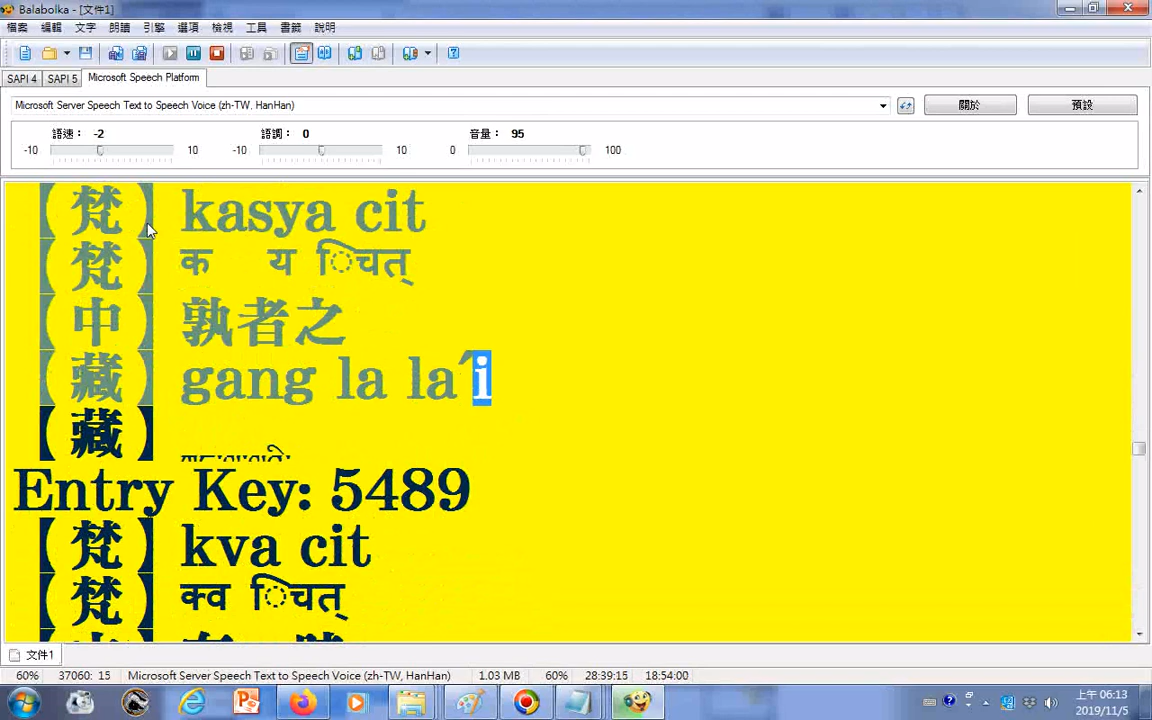 Balabolka - [文件1]
檔案 編輯 文字 朗讀 引擎 選項 檢視 工具 書籤 說明
SAPI 4 SAPI 5 Microsoft Speech Platform
Microsoft Server Speech Text to Speech Voice (zh-TW, HanHan)
關於 預設
語速： -2 語調： 0 音量： 95
-10 10 -10 10 0 100
【梵】 kasya cit
【梵】 क य िचत्
【中】 孰者之
【藏】 gang la la´i
【藏】
Entry Key: 5489
【梵】 kva cit
【梵】 क्व िचत्
文件1
60% 37060: 15 Microsoft Server Speech Text to Speech Voice (zh-TW, HanHan) 1.03 MB 60% 28:39:15 18:54:00
上午 06:13
2019/11/5